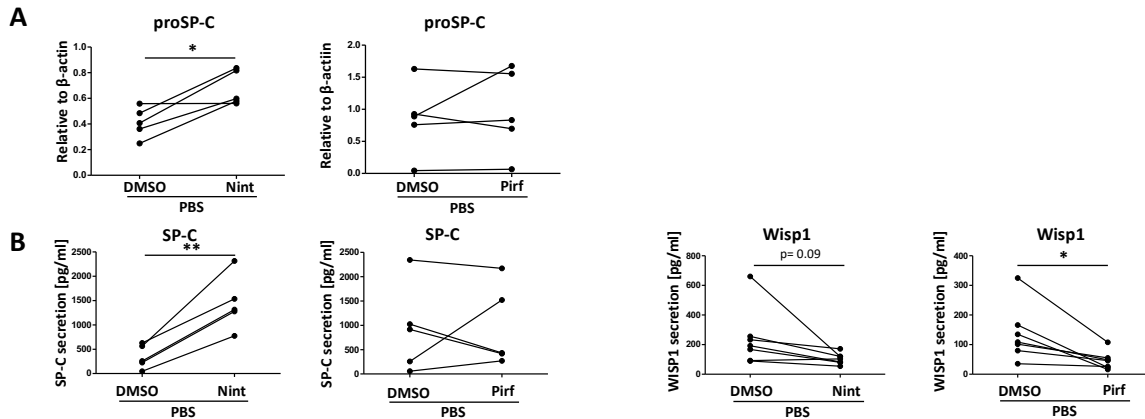 A
proSP-C
Relative to β-actiin
1.0
0.8
0.6
0.4
0.2
0.0
*
DMSO Nint
PBS
proSP-C
Relative to β-actiin
2.0
1.5
1.0
0.5
0.0
DMSO Pirf
PBS
B
SP-C
SP-C secretion [pg/ml]
2500
2000
1500
1000
500
0
**
DMSO Nint
PBS
SP-C
SP-C secretion [pg/ml]
2500
2000
1500
1000
500
0
DMSO Pirf
PBS
Wisp1
WISP1 secretion [pg/ml]
800
600
400
200
0
p= 0.09
DMSO Nint
PBS
Wisp1
WISP1 secretion [pg/ml]
400
300
200
100
0
*
DMSO Pirf
PBS